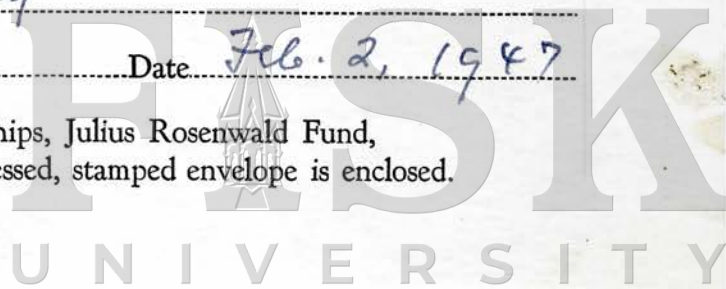 Date Feb. 2, 1947
hips, Julius Rosenwald Fund,
essed, stamped envelope is enclosed.
FISK
UNIVERSITY